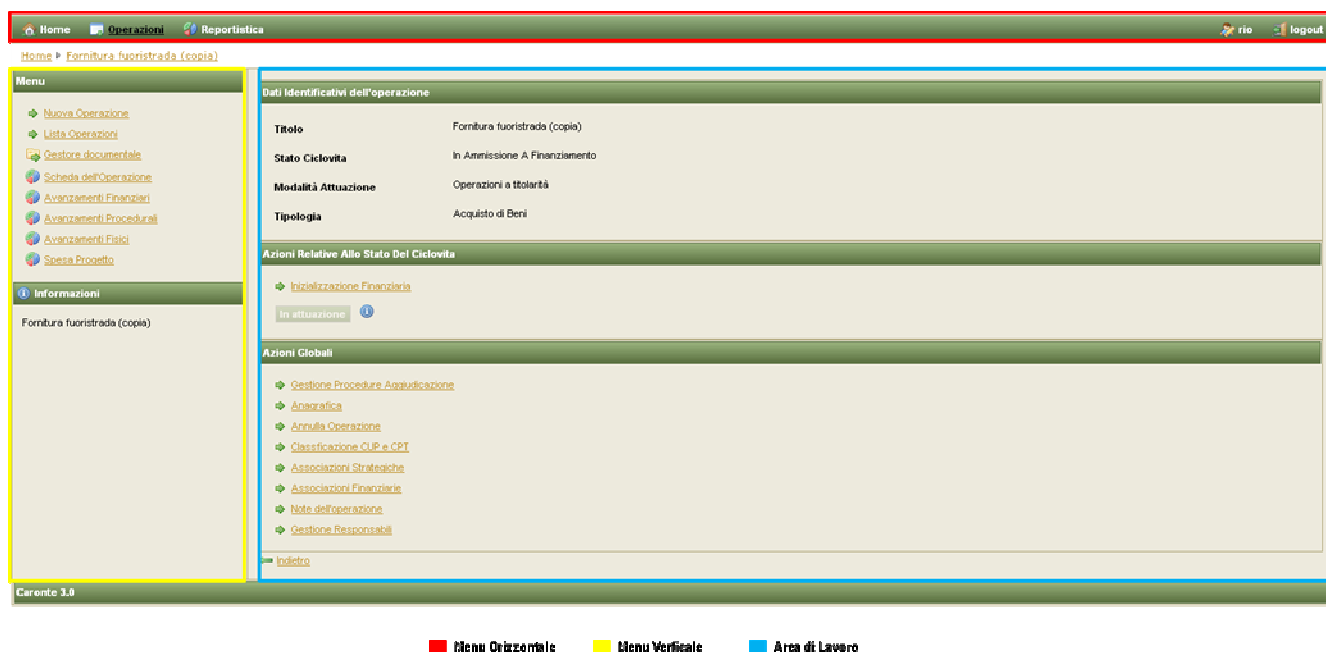 Home Operazioni Reportistica rio logout
Home Fornitura fuoristrada (copia)
Menu
Nuova Operazione
Lista Operazioni
Gestore documentale
Scheda dell'Operazione
Avanzamenti Finanziari
Avanzamenti Procedurali
Avanzamenti Fisici
Spesa Progetto
Informazioni
Fornitura fuoristrada (copia)
Dati Identificativi dell'operazione
Titolo Fornitura fuoristrada (copia)
Stato Ciclovita In Ammissione A Finanziamento
Modalità Attuazione Operazioni a titolarità
Tipologia Acquisto di Beni
Azioni Relative Allo Stato Del Ciclovita
Inizializzazione Finanziaria
In attuazione
Azioni Globali
Gestione Procedure Aggiudicazione
Anagrafica
Annulla Operazione
Classficazione CUP e CPT
Associazioni Strategiche
Associazioni Finanziarie
Note dell'operazione
Gestione Responsabili
Indietro
Caronte 3.0
Menu Orizzontale Menu Verticale Area di Lavoro